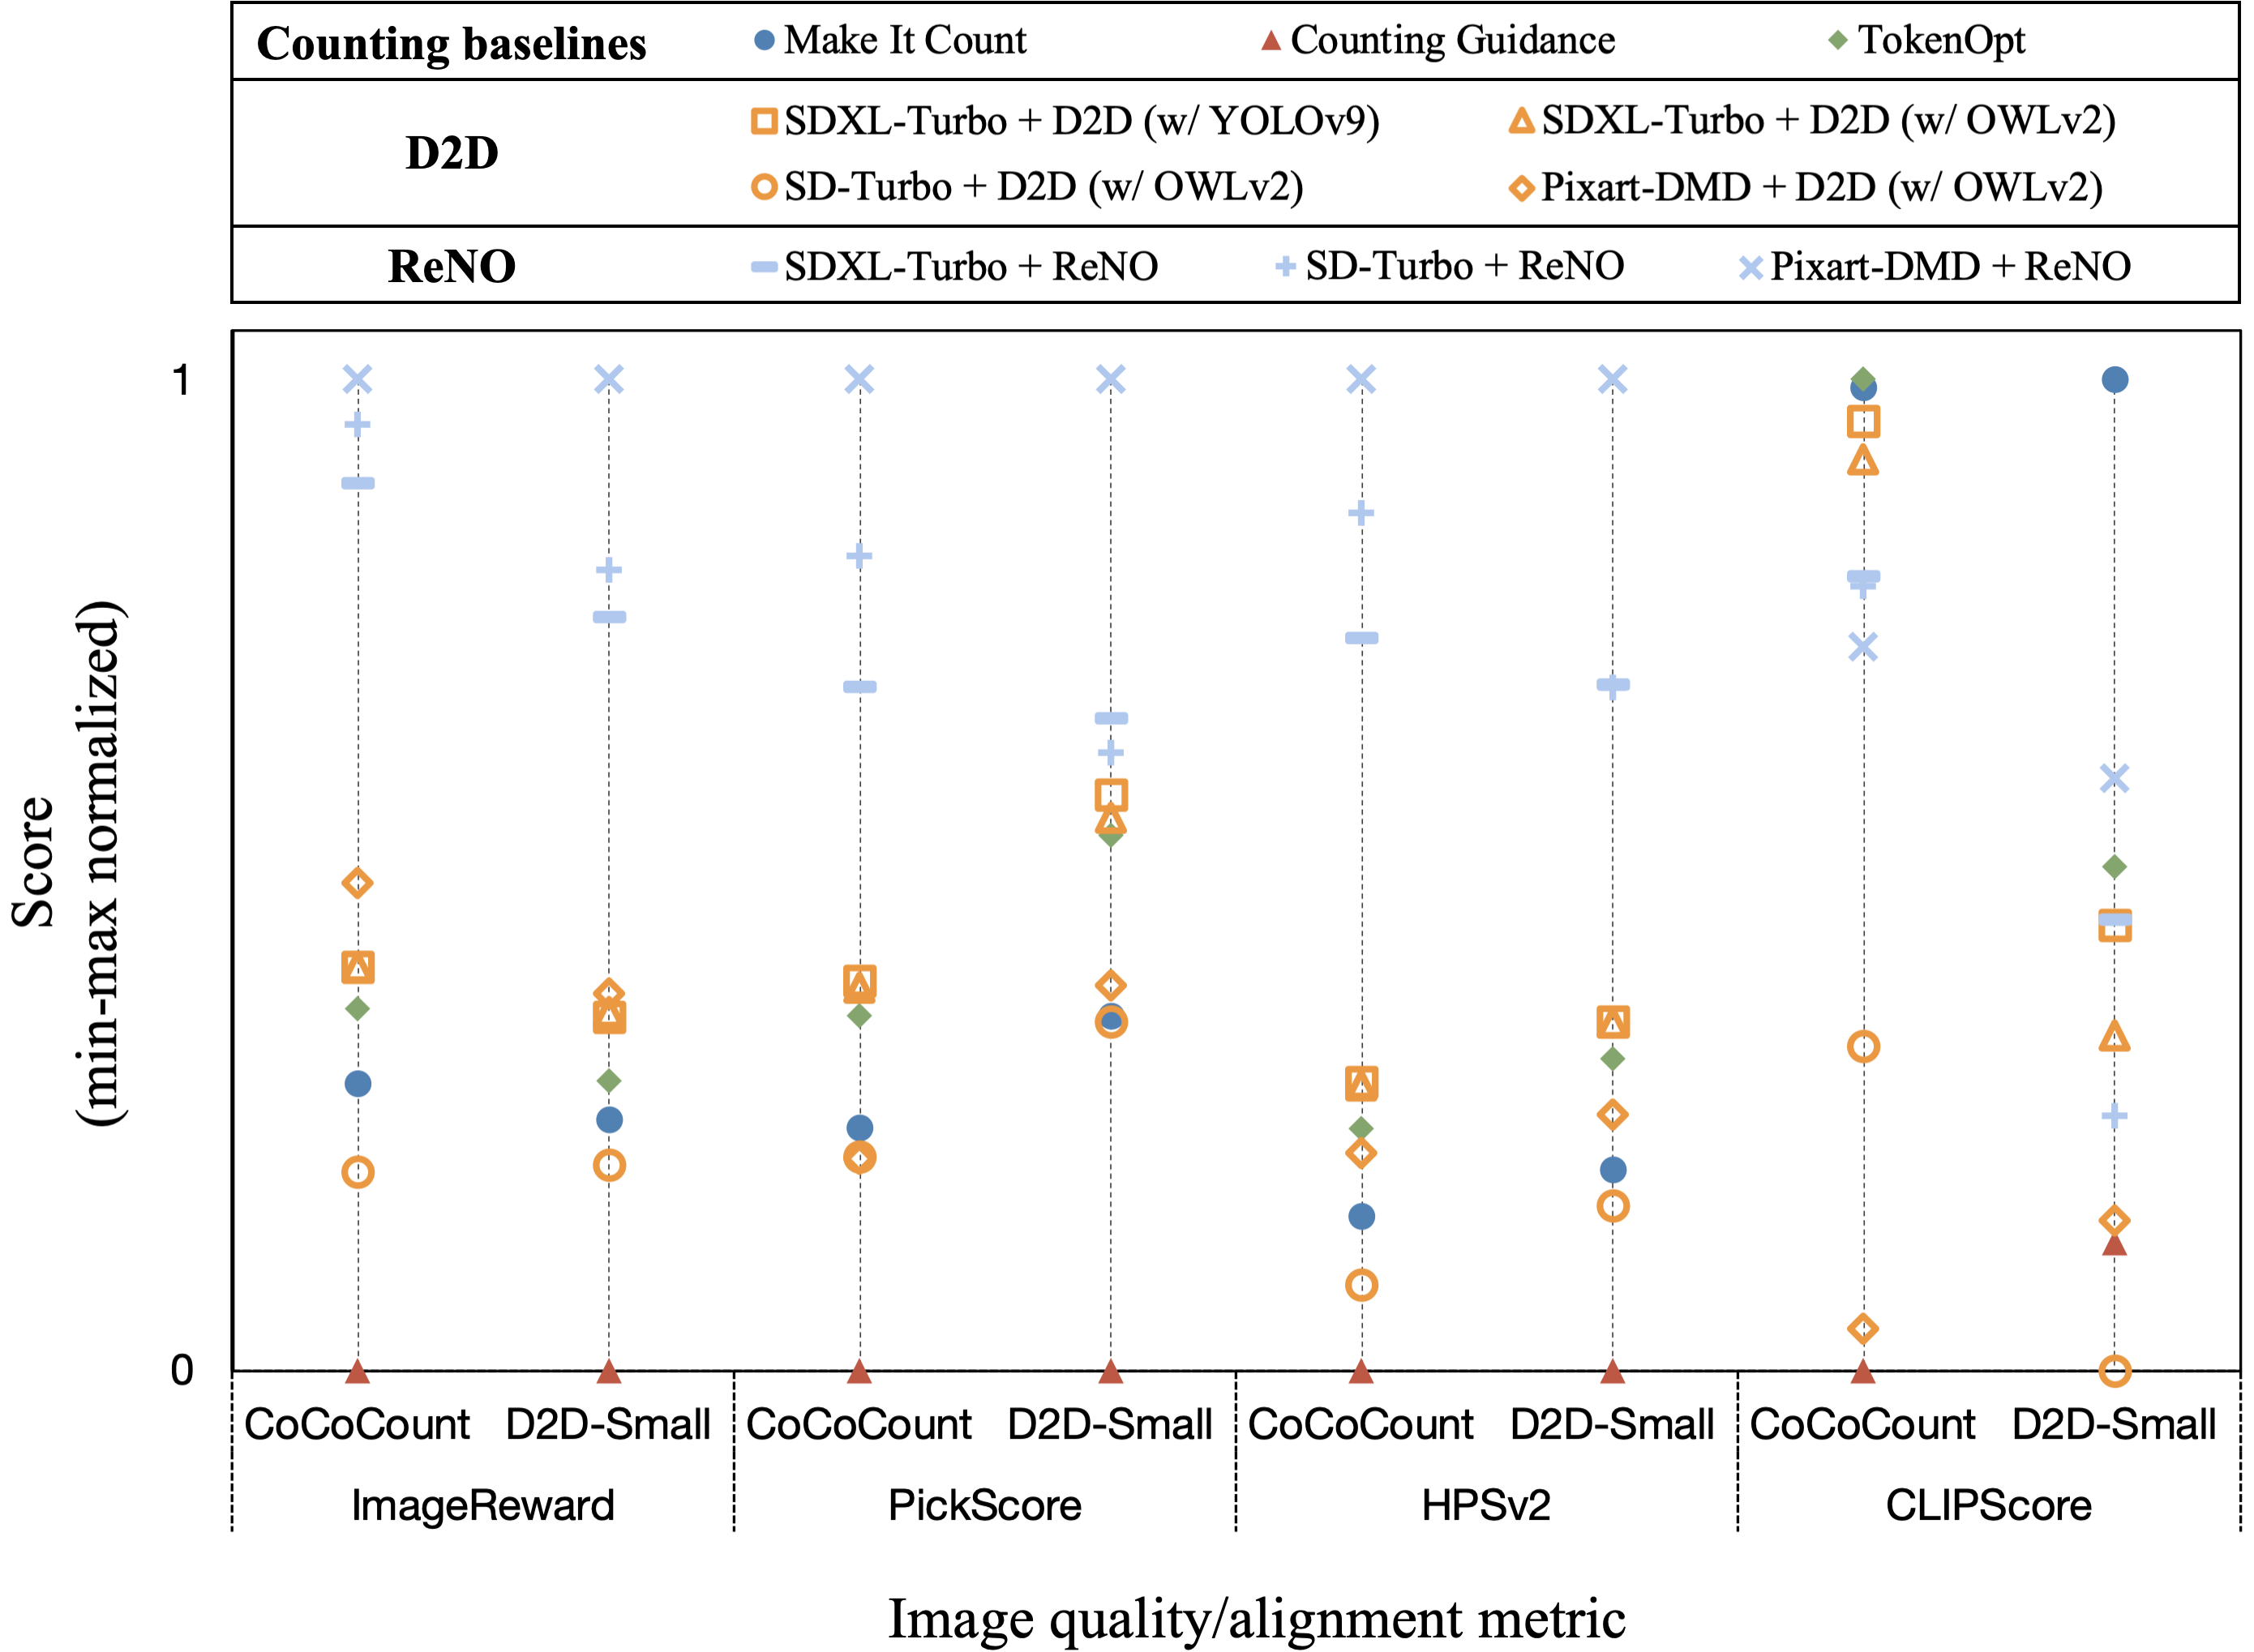 Counting baselines Make It Count Counting Guidance TokenOpt
D2D
SDXL-Turbo + D2D (w/ YOLOv9) SDXL-Turbo + D2D (w/ OWLv2)
SD-Turbo + D2D (w/ OWLv2) Pixart-DMD + D2D (w/ OWLv2)
ReNO SDXL-Turbo + ReNO SD-Turbo + ReNO Pixart-DMD + ReNO
Score
(min-max normalized)
1
0
CoCoCount D2D-Small CoCoCount D2D-Small CoCoCount D2D-Small CoCoCount D2D-Small
ImageReward PickScore HPSv2 CLIPScore
Image quality/alignment metric